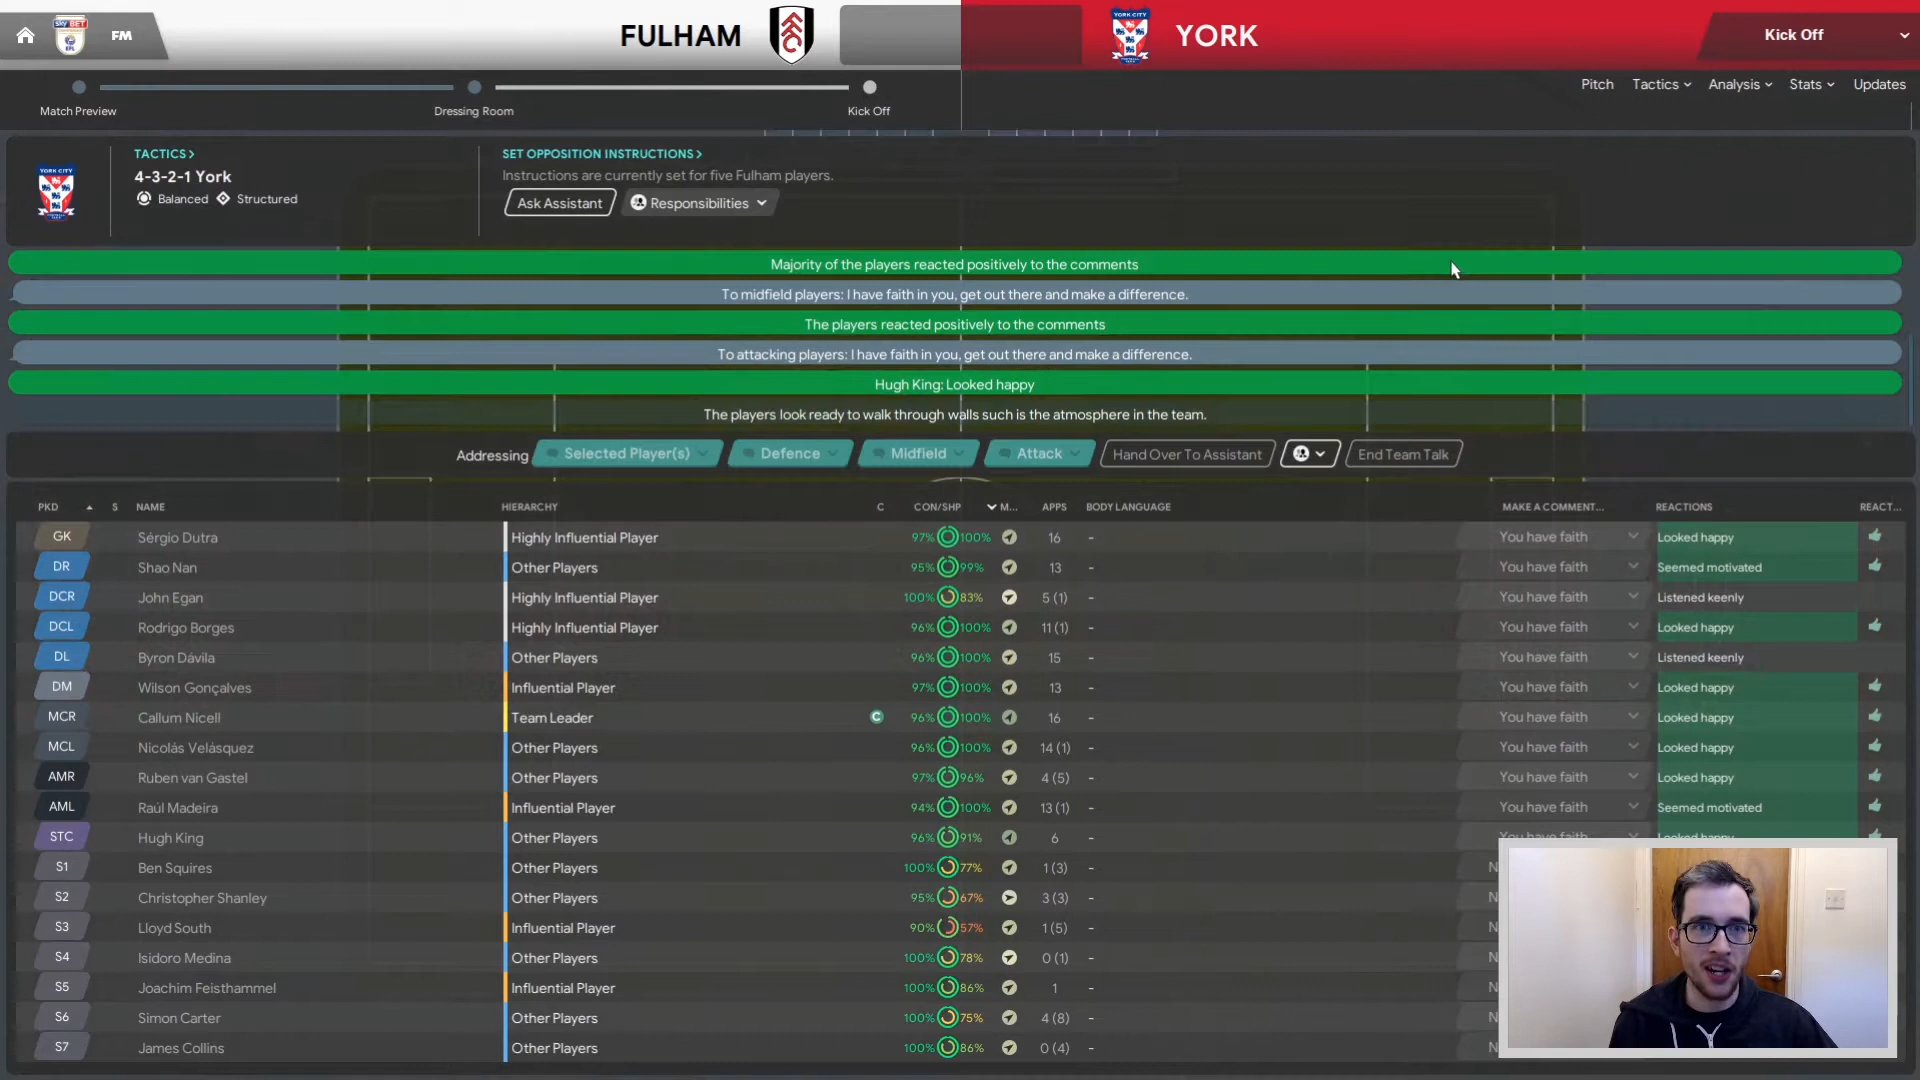 FM
FULHAM
YORK CITY
YORK
Kick Off
Match Preview
Dressing Room
Kick Off
Pitch Tactics Analysis Stats Updates
YORK CITY
TACTICS >
4-3-2-1 York
Balanced Structured
SET OPPOSITION INSTRUCTIONS >
Instructions are currently set for five Fulham players.
Ask Assistant Responsibilities
Majority of the players reacted positively to the comments
To midfield players: I have faith in you, get out there and make a difference.
The players reacted positively to the comments
To attacking players: I have faith in you, get out there and make a difference.
Hugh King: Looked happy
The players look ready to walk through walls such is the atmosphere in the team.
Addressing Selected Player(s) Defence Midfield Attack Hand Over To Assistant End Team Talk
PKD S NAME HIERARCHY C CON/SHP M... APPS BODY LANGUAGE MAKE A COMMENT... REACTIONS REACT...
GK Sérgio Dutra Highly Influential Player 97% 100% 16 - You have faith Looked happy
DR Shao Nan Other Players 95% 99% 13 - You have faith Seemed motivated
DCR John Egan Highly Influential Player 100% 83% 5 (1) - You have faith Listened keenly
DCL Rodrigo Borges Highly Influential Player 96% 100% 11 (1) - You have faith Looked happy
DL Byron Dávila Other Players 96% 100% 15 - You have faith Listened keenly
DM Wilson Gonçalves Influential Player 97% 100% 13 - You have faith Looked happy
MCR Callum Nicell Team Leader C 96% 100% 16 - You have faith Looked happy
MCL Nicolás Velásquez Other Players 96% 100% 14 (1) - You have faith Looked happy
AMR Ruben van Gastel Other Players 97% 96% 4 (5) - You have faith Looked happy
AML Raúl Madeira Influential Player 94% 100% 13 (1) - You have faith Seemed motivated
STC Hugh King Other Players 96% 91% 6 - You have faith Looked happy
S1 Ben Squires Other Players 100% 77% 1 (3) - N
S2 Christopher Shanley Other Players 95% 67% 3 (3) - N
S3 Lloyd South Influential Player 90% 57% 1 (5) - N
S4 Isidoro Medina Other Players 100% 78% 0 (1) - N
S5 Joachim Feisthammel Influential Player 100% 86% 1 - N
S6 Simon Carter Other Players 100% 75% 4 (8) - N
S7 James Collins Other Players 100% 86% 0 (4) - N